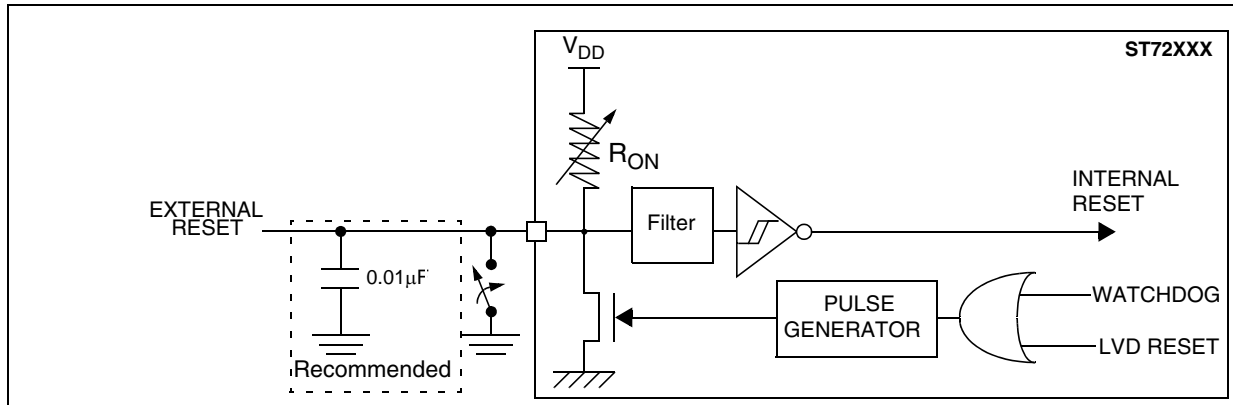 VDD
ST72XXX
RON
INTERNAL
RESET
EXTERNAL
RESET
Filter
0.01μF
PULSE
GENERATOR
WATCHDOG
LVD RESET
Recommended